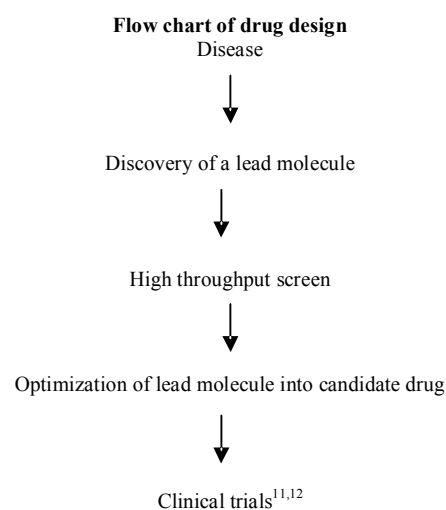 Flow chart of drug design
Disease
Discovery of a lead molecule
High throughput screen
Optimization of lead molecule into candidate drug
Clinical trials11,12